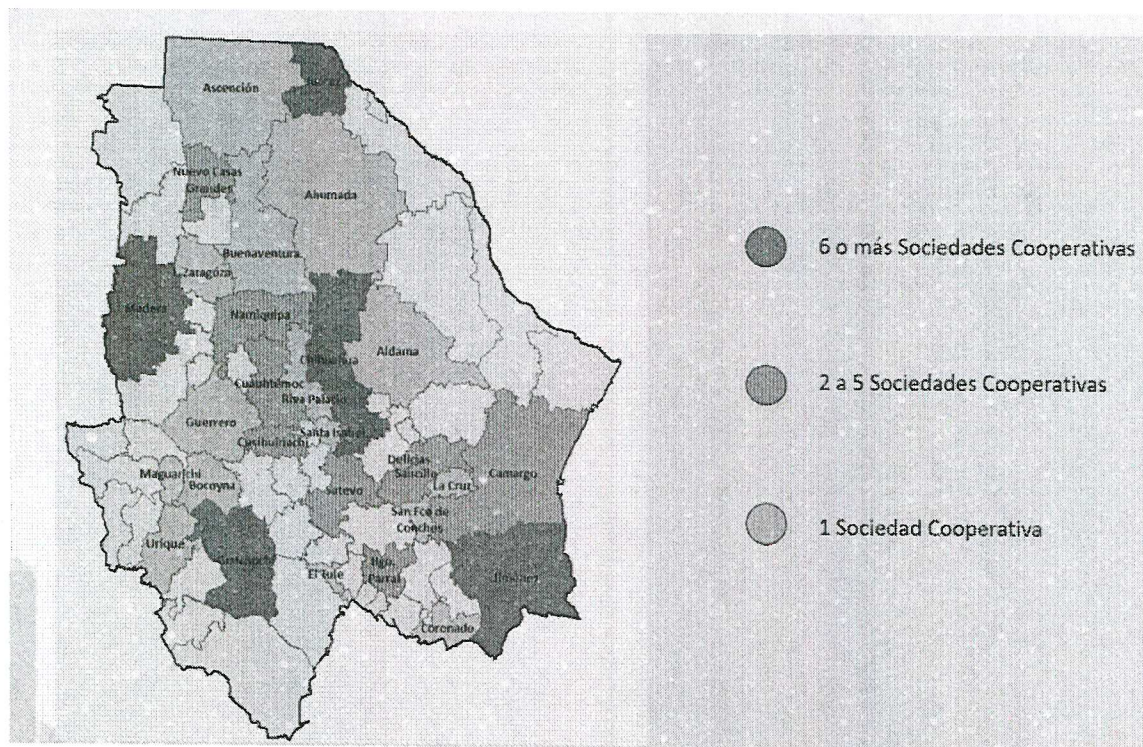 Ascención
Juárez
Nuevo Casas
Grandes
Ahumada
Buenaventura
Zaragoza
Madera
Namiquipa
Chihuahua
Aldama
Cuauhtémoc
Riva Palacio
Guerrero
Santa Isabel
Cusihuiriachi
Delicias
Maguarichi
Saucillo
Camargo
Bocoyna
La Cruz
Satevo
San Fco de
Conchos
Urique
Guachochi
El Tule
Hgo.
Parral
Jiménez
Coronado
6 o más Sociedades Cooperativas
2 a 5 Sociedades Cooperativas
1 Sociedad Cooperativa